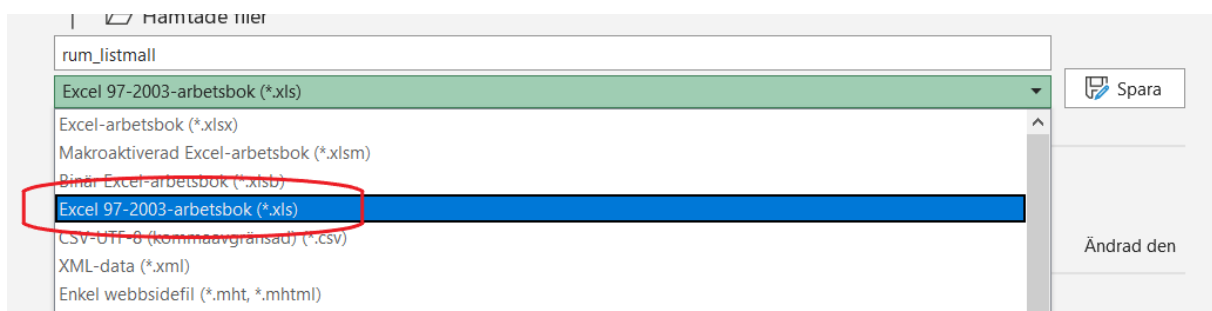 Hämtade filer
rum_listmall
Excel 97-2003-arbetsbok (*.xls)
Spara
Excel-arbetsbok (*.xlsx)
Makroaktiverad Excel-arbetsbok (*.xlsm)
Binär Excel-arbetsbok (*.xlsb)
Excel 97-2003-arbetsbok (*.xls)
CSV-UTF-8 (kommaavgränsad) (*.csv)
Ändrad den
XML-data (*.xml)
Enkel webbsidefil (*.mht, *.mhtml)